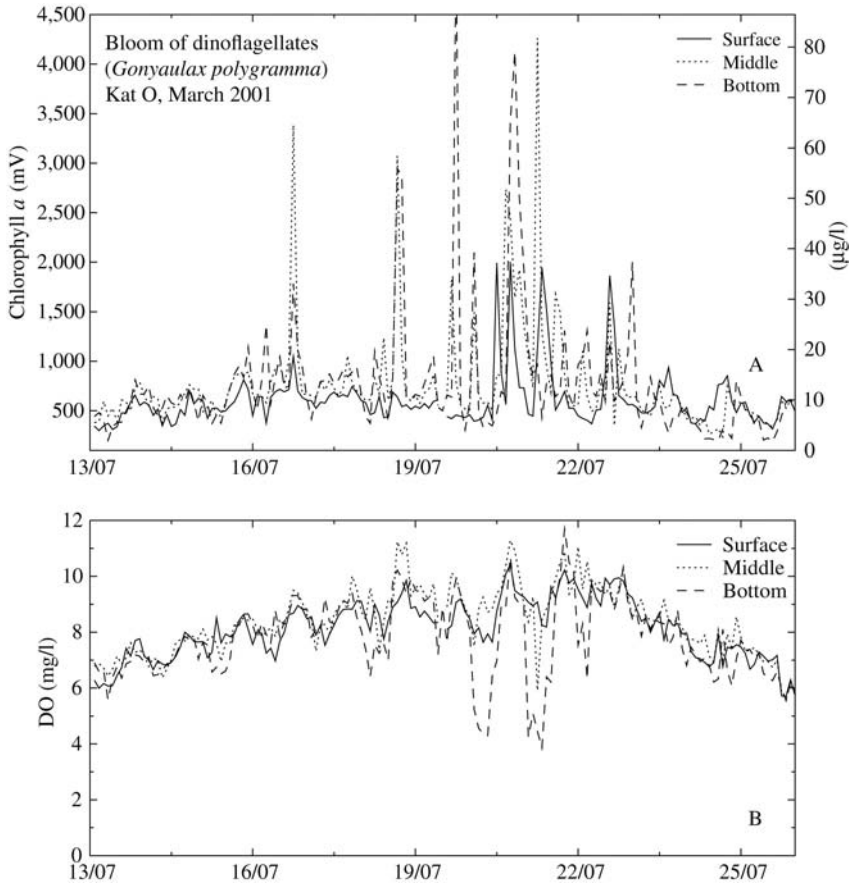 Bloom of dinoflagellates
(Gonyaulax polygramma)
Kat O, March 2001
Surface
Middle
Bottom
4,500
4,000
3,500
3,000
2,500
2,000
1,500
1,000
500
Chlorophyll a (mV)
80
70
60
50
40
30
20
10
0
(μg/l)
A
13/07 16/07 19/07 22/07 25/07
Surface
Middle
Bottom
12
10
8
6
4
2
0
DO (mg/l)
B
13/07 16/07 19/07 22/07 25/07